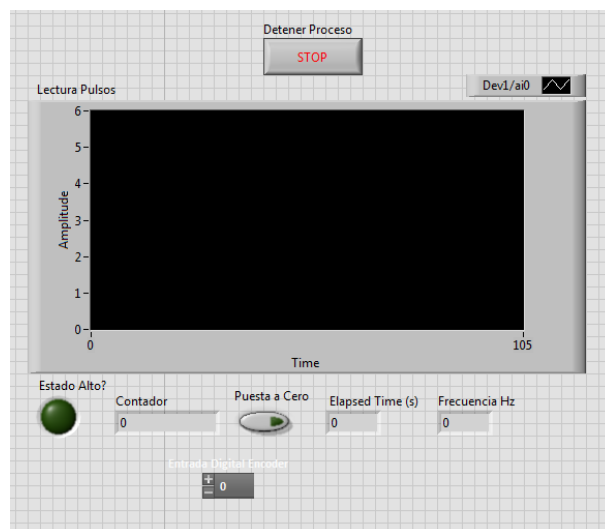 Detener Proceso
STOP
Lectura Pulsos
Dev1/ai0
6
5
4
3
2
1
0
Amplitude
0
105
Time
Estado Alto?
Contador
0
Puesta a Cero
Elapsed Time (s)
0
Frecuencia Hz
0
Entrada Digital Encoder
0